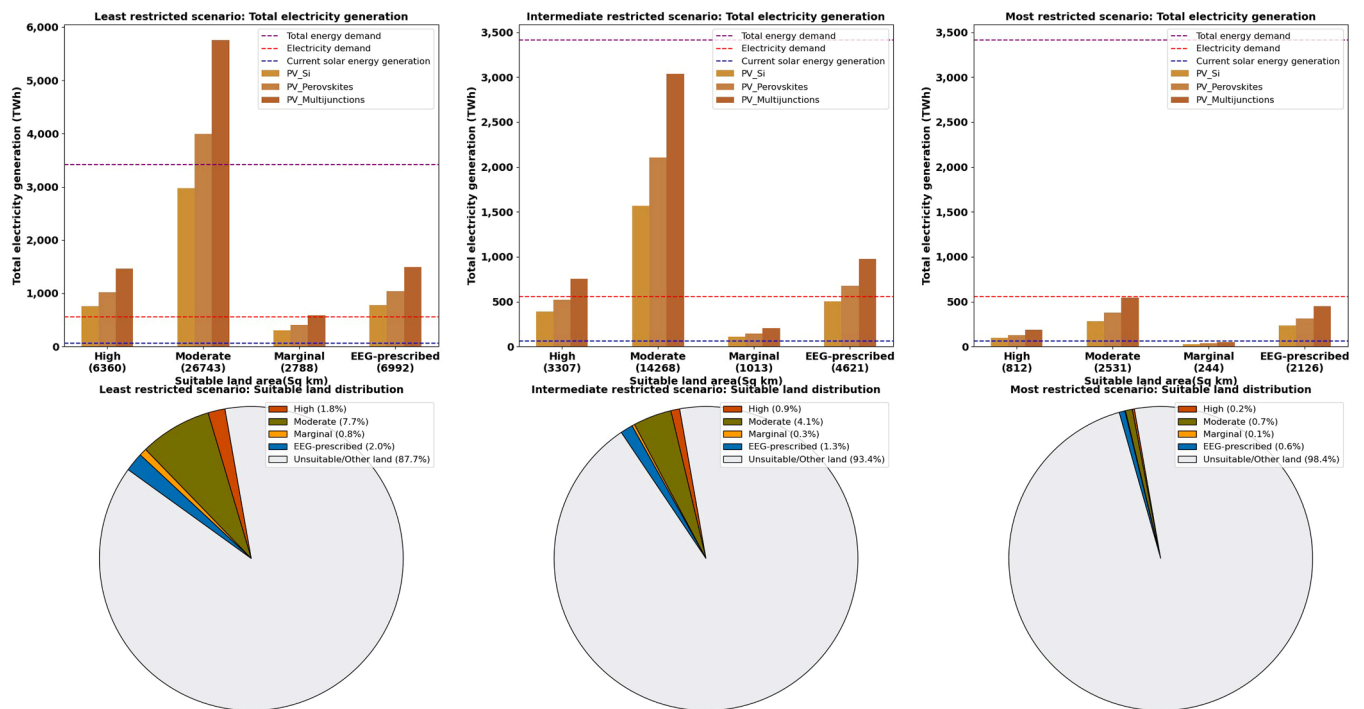 Least restricted scenario: Total electricity generation
Total electricity generation (TWh)
6,000
5,000
4,000
3,000
2,000
1,000
0
Total energy demand
Electricity demand
Current solar energy generation
PV_Si
PV_Perovskites
PV_Multijunctions
High
(6360)
Moderate
(26743)
Marginal
(2788)
EEG-prescribed
(6992)
Suitable land area(Sq km)
Intermediate restricted scenario: Total electricity generation
Total electricity generation (TWh)
3,500
3,000
2,500
2,000
1,500
1,000
500
0
Total energy demand
Electricity demand
Current solar energy generation
PV_Si
PV_Perovskites
PV_Multijunctions
High
(3307)
Moderate
(14268)
Marginal
(1013)
EEG-prescribed
(4621)
Suitable land area(Sq km)
Most restricted scenario: Total electricity generation
Total electricity generation (TWh)
3,500
3,000
2,500
2,000
1,500
1,000
500
0
Total energy demand
Electricity demand
Current solar energy generation
PV_Si
PV_Perovskites
PV_Multijunctions
High
(812)
Moderate
(2531)
Marginal
(244)
EEG-prescribed
(2126)
Suitable land area(Sq km)
Least restricted scenario: Suitable land distribution
High (1.8%)
Moderate (7.7%)
Marginal (0.8%)
EEG-prescribed (2.0%)
Unsuitable/Other land (87.7%)
Intermediate restricted scenario: Suitable land distribution
High (0.9%)
Moderate (4.1%)
Marginal (0.3%)
EEG-prescribed (1.3%)
Unsuitable/Other land (93.4%)
Most restricted scenario: Suitable land distribution
High (0.2%)
Moderate (0.7%)
Marginal (0.1%)
EEG-prescribed (0.6%)
Unsuitable/Other land (98.4%)